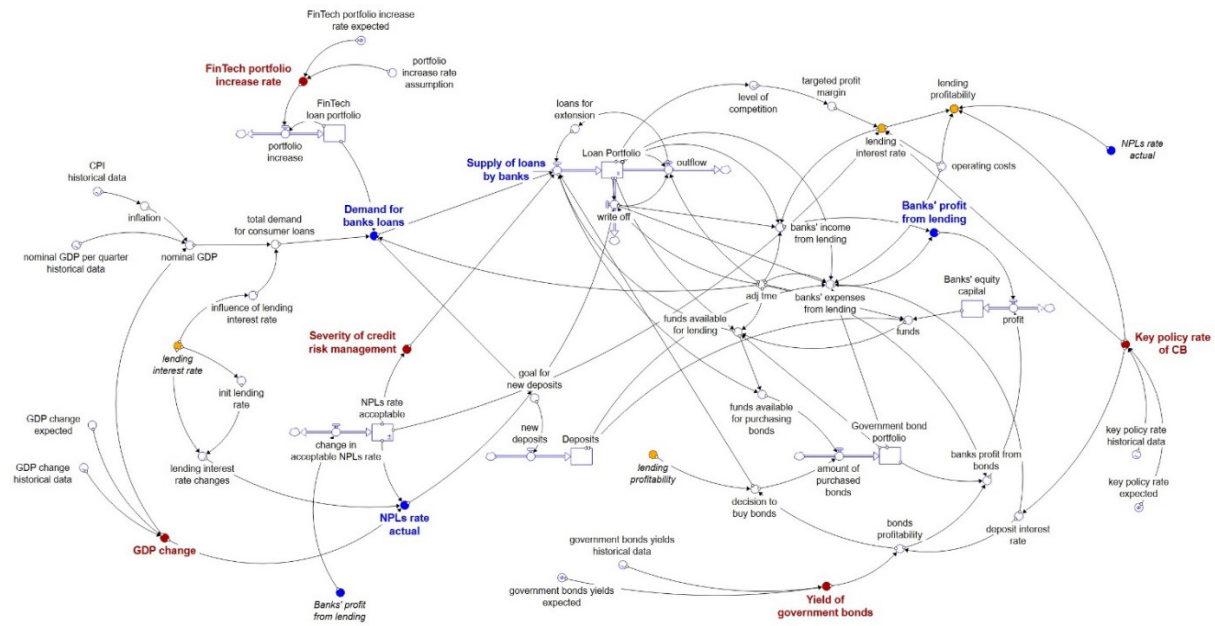 FinTech portfolio increase
rate expected
FinTech portfolio
increase rate
portfolio
increase rate
assumption
FinTech
loan portfolio
portfolio
increase
CPI
historical data
inflation
nominal GDP per quarter
historical data
nominal GDP
total demand
for consumer loans
Demand for
banks loans
influence of lending
interest rate
lending
interest rate
init lending
rate
lending interest
rate changes
GDP change
expected
GDP change
historical data
GDP change
Severity of credit
risk management
NPLs rate
acceptable
change in
acceptable NPLs rate
NPLs rate
actual
Banks' profit
from lending
goal for
new deposits
new
deposits
Deposits
loans for
extension
Supply of loans
by banks
Loan Portfolio
outflow
write off
level of
competition
targeted profit
margin
lending
profitability
lending
interest rate
operating costs
NPLs rate
actual
banks' income
from lending
Banks' profit
from lending
adj tme
banks' expenses
from lending
funds available
for lending
funds
Banks' equity
capital
profit
Key policy rate
of CB
key policy rate
historical data
key policy rate
expected
funds available
for purchasing
bonds
Government bond
portfolio
amount of
purchased
bonds
banks profit from
bonds
lending
profitability
decision to
buy bonds
bonds
profitability
deposit interest
rate
government bonds yields
historical data
government bonds yields
expected
Yield of
government bonds